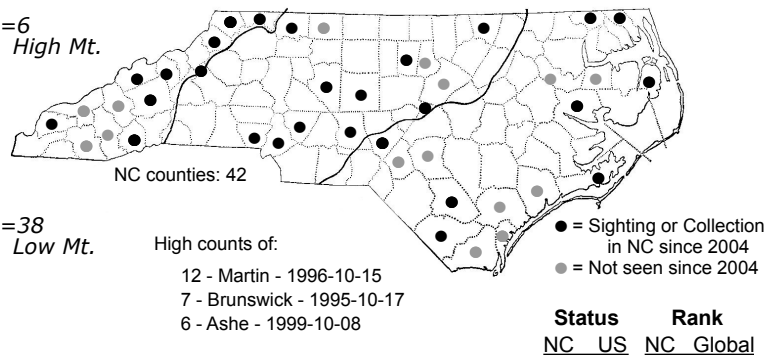 =6
High Mt.
NC counties: 42
=38
Low Mt.
High counts of:
12 - Martin - 1996-10-15
7 - Brunswick - 1995-10-17
6 - Ashe - 1999-10-08
= Sighting or Collection
in NC since 2004
= Not seen since 2004
Status Rank
NC US NC Global